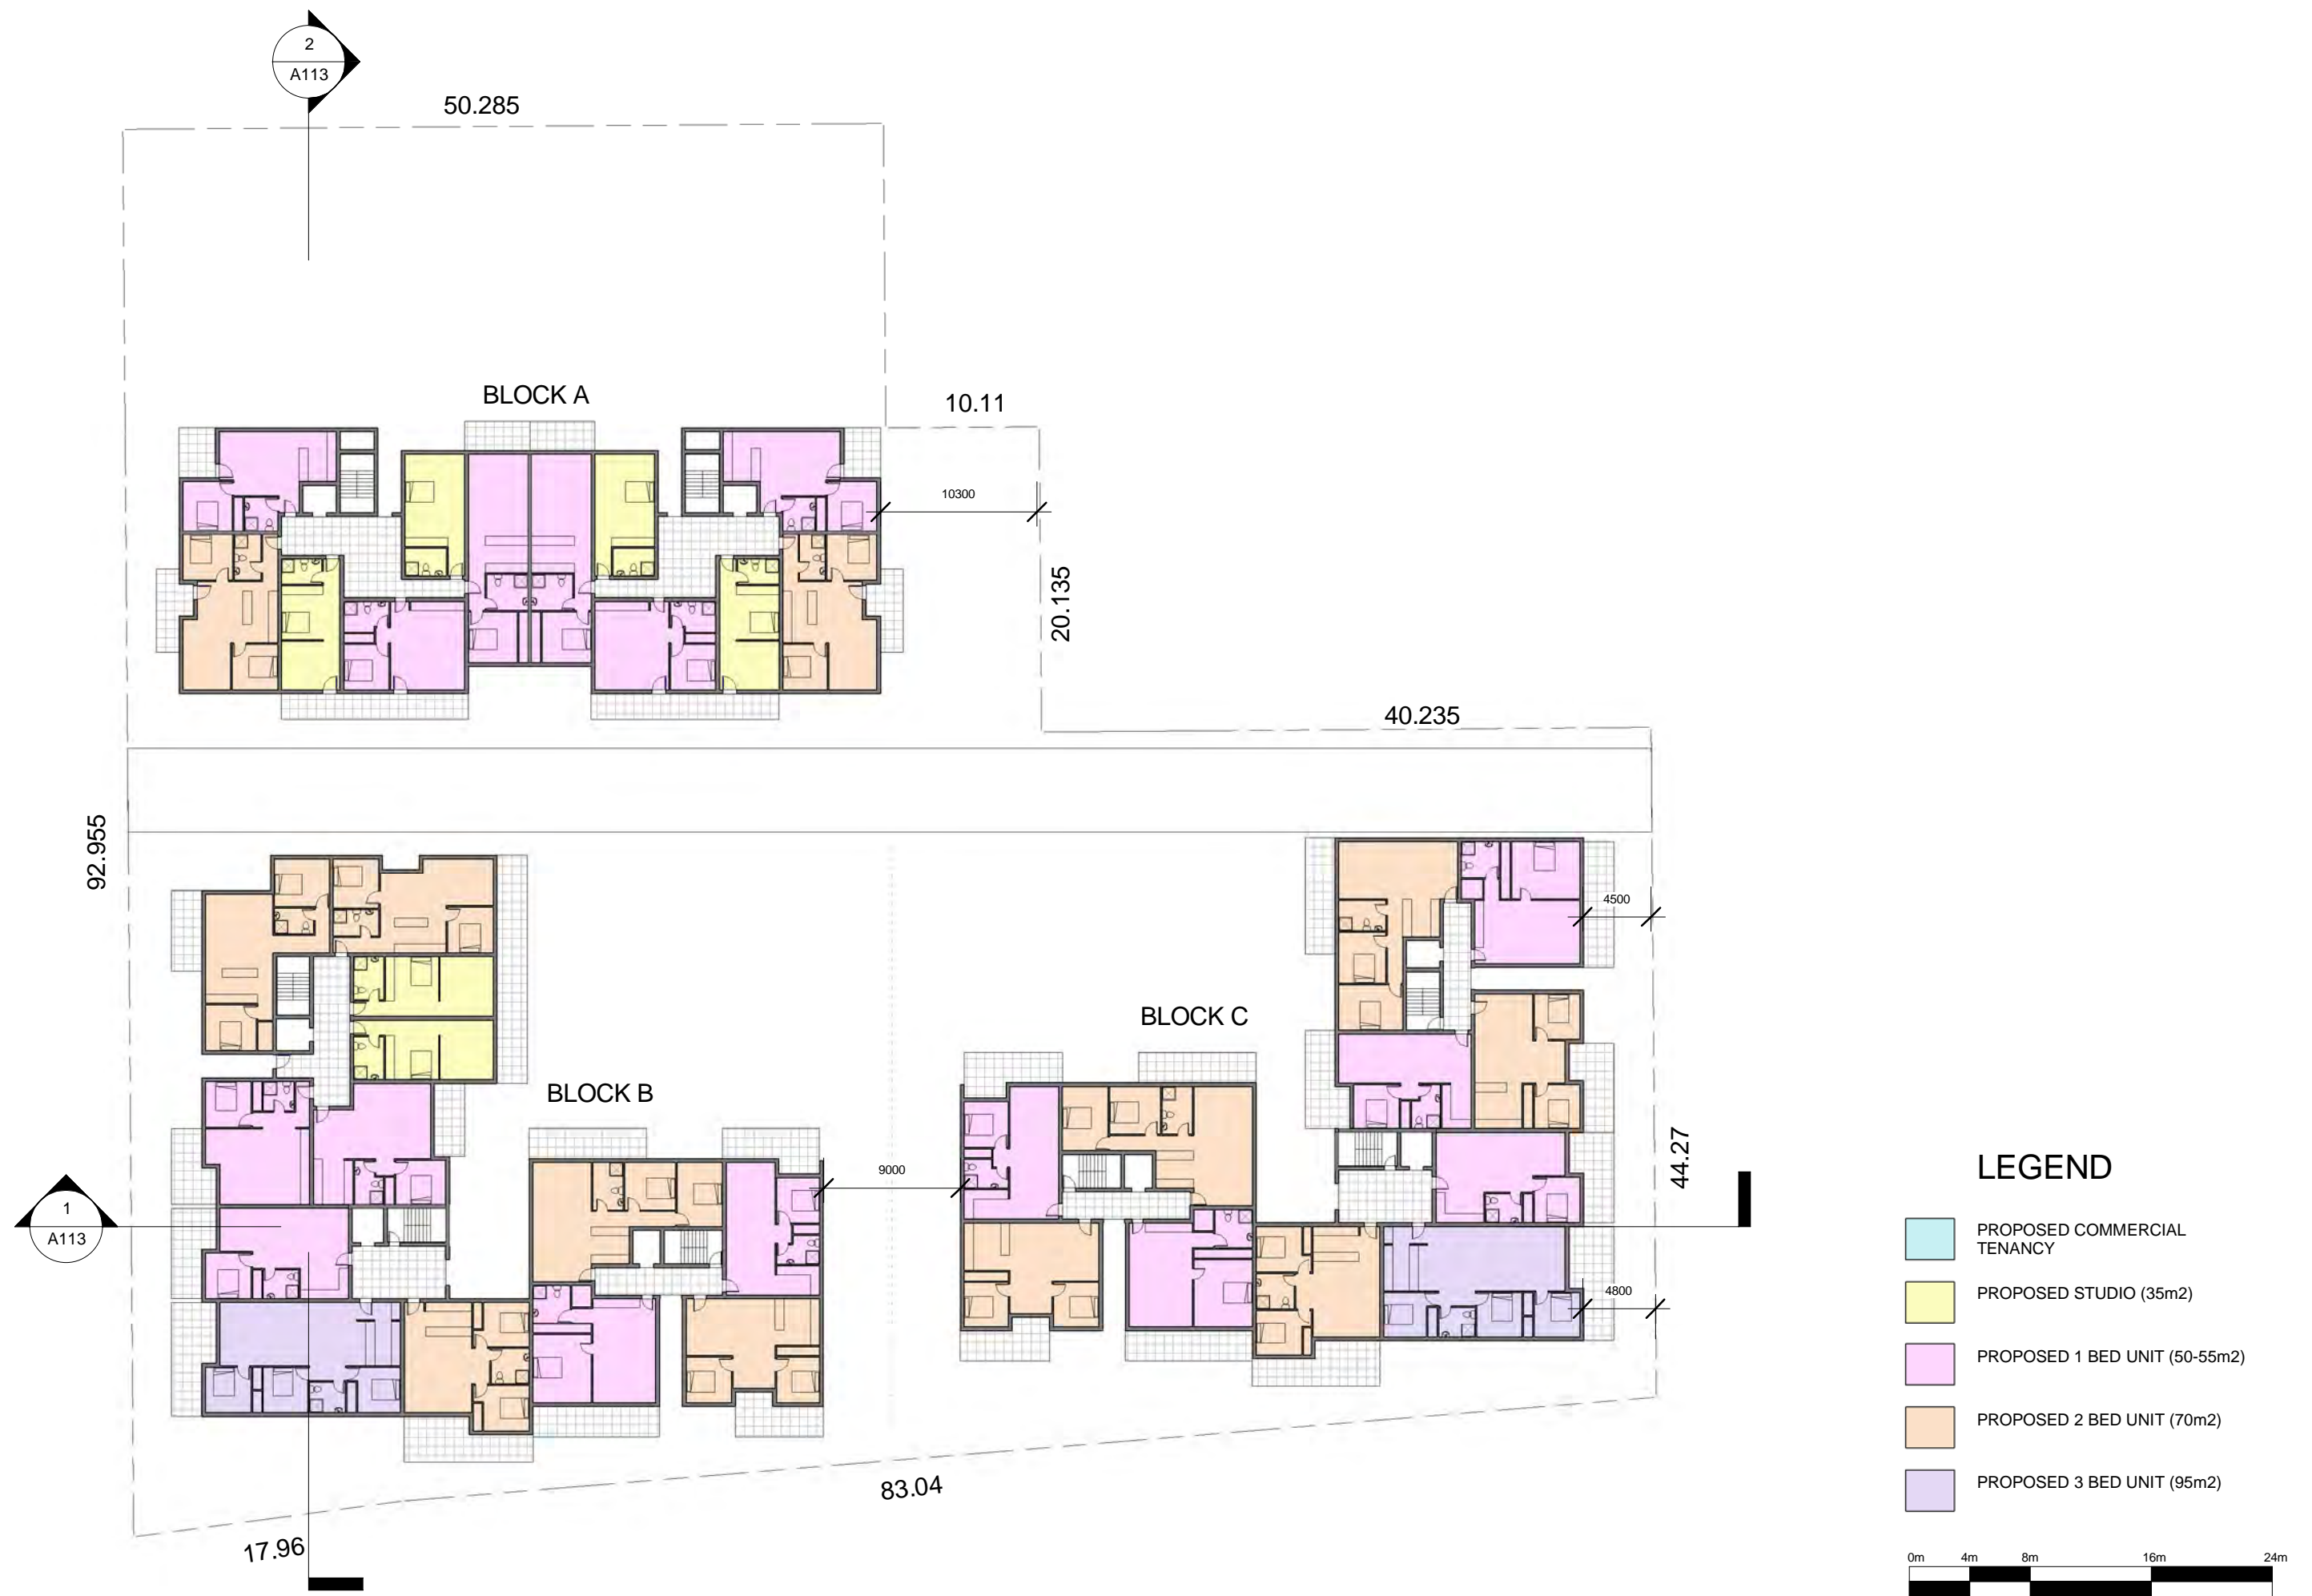 2
A113
50.285
BLOCK A
10.11
10300
20.135
40.235
92.955
4500
BLOCK C
BLOCK B
9000
44.27
1
A113
4800
83.04
17.96
LEGEND
PROPOSED COMMERCIAL
TENANCY
PROPOSED STUDIO (35m2)
PROPOSED 1 BED UNIT (50-55m2)
PROPOSED 2 BED UNIT (70m2)
PROPOSED 3 BED UNIT (95m2)
0m 4m 8m 16m 24m